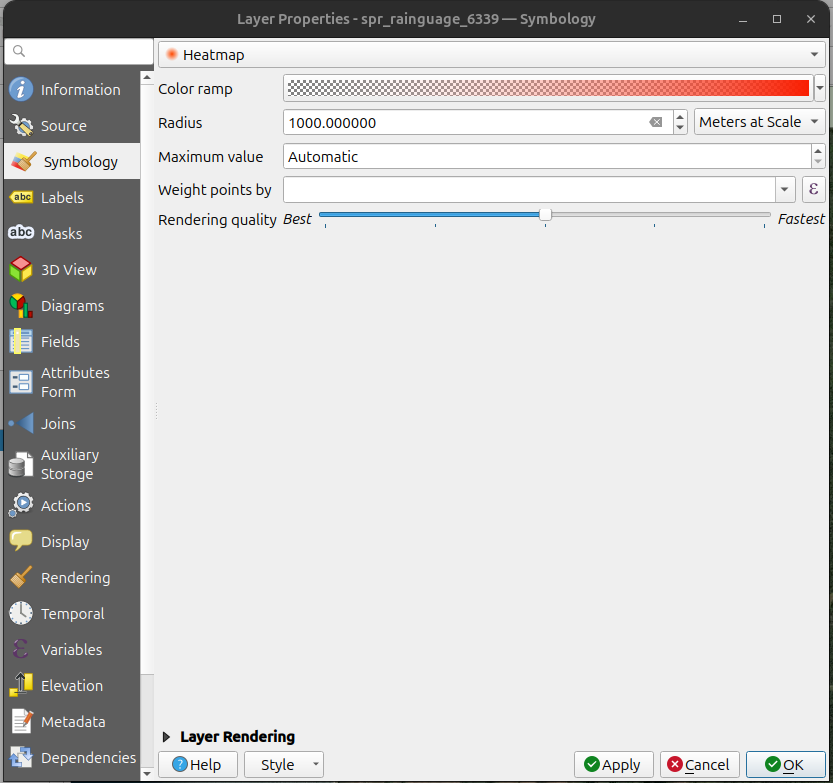 Layer Properties - spr_rainguage_6339 — Symbology
Heatmap
Information
Source
Symbology
Labels
Masks
3D View
Diagrams
Fields
Attributes
Form
Joins
Auxiliary
Storage
Actions
Display
Rendering
Temporal
Variables
Elevation
Metadata
Dependencies
Color ramp
Radius 1000.000000 Meters at Scale
Maximum value Automatic
Weight points by ε
Rendering quality Best Fastest
Layer Rendering
Help Style Apply Cancel OK
abc
abc